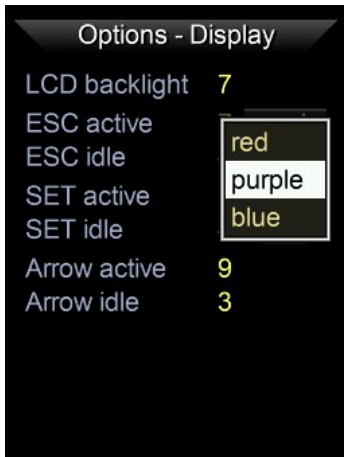 Options - Display
LCD backlight 7
ESC active
red
ESC idle
purple
SET active
blue
SET idle
Arrow active 9
Arrow idle 3